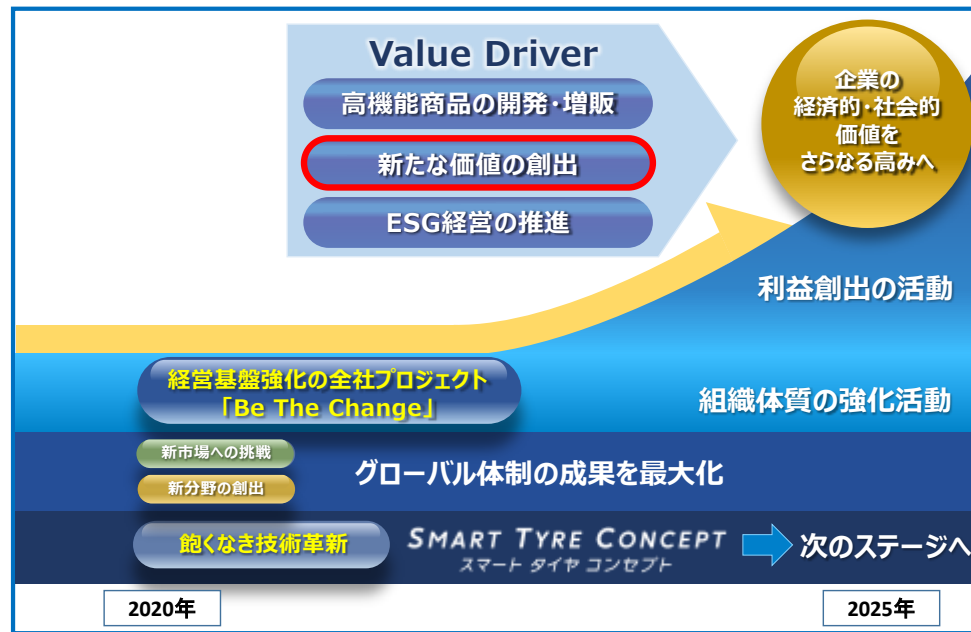 Value Driver
高機能商品の開発・増販
新たな価値の創出
ESG経営の推進
企業の
経済的・社会的
価値を
さらなる高みへ
利益創出の活動
経営基盤強化の全社プロジェクト
「Be The Change」
組織体質の強化活動
新市場への挑戦
新分野の創出
グローバル体制の成果を最大化
飽くなき技術革新
SMART TYRE CONCEPT
スマート タイヤ コンセプト
次のステージへ
2020年
2025年